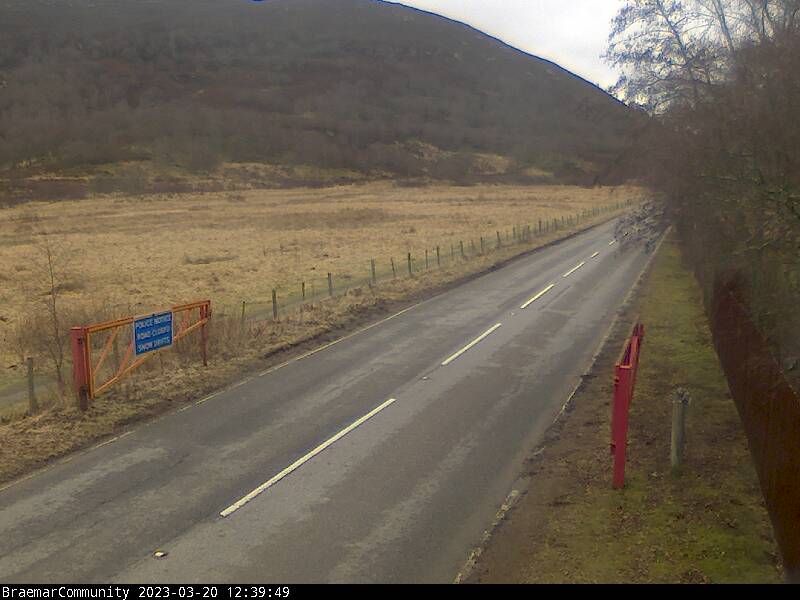 POLICE NOTICE
ROAD CLOSED
SNOW DRIFTS
BraemarCommunity 2023-03-20 12:39:49